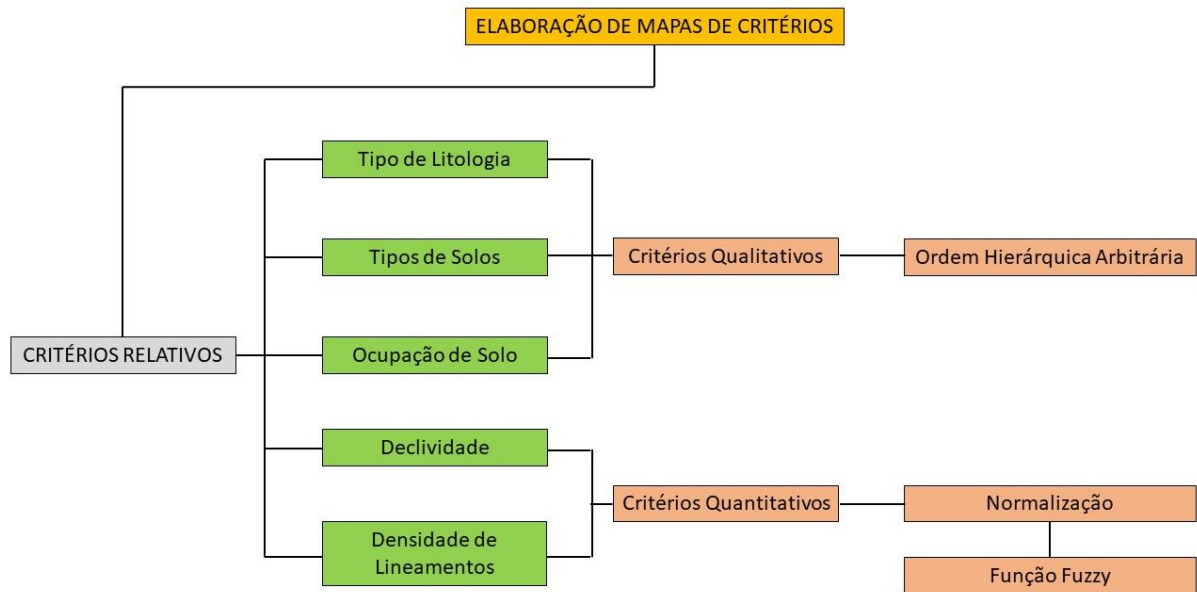 ELABORAÇÃO DE MAPAS DE CRITÉRIOS
Tipo de Litologia
Tipos de Solos
Critérios Qualitativos
Ordem Hierárquica Arbitrária
CRITÉRIOS RELATIVOS
Ocupação de Solo
Declividade
Critérios Quantitativos
Normalização
Densidade de
Lineamentos
Função Fuzzy